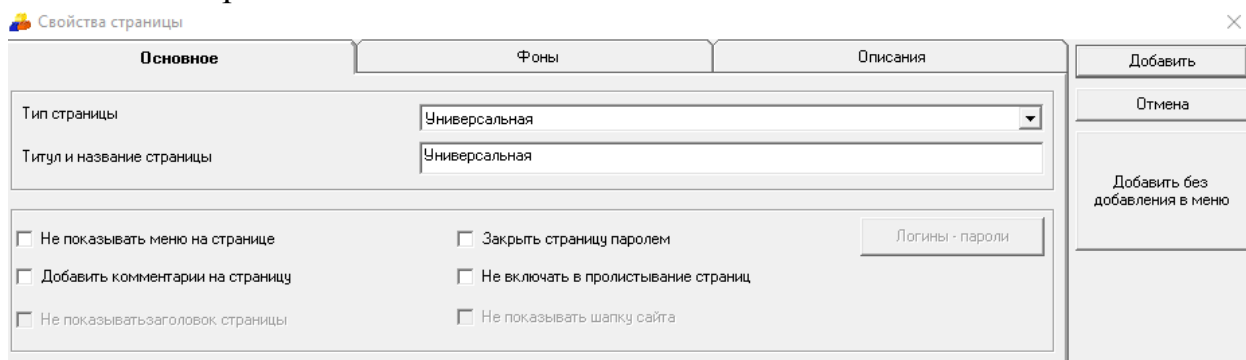 Свойства страницы
Основное
Фоны
Описания
Добавить
Отмена
Добавить без
добавления в меню
Тип страницы
Универсальная
Титул и название страницы
Универсальная
Не показывать меню на странице
Закрыть страницу паролем
Логины - пароли
Добавить комментарии на страницу
Не включать в пролистывание страниц
Не показыватьзаголовок страницы
Не показывать шапку сайта